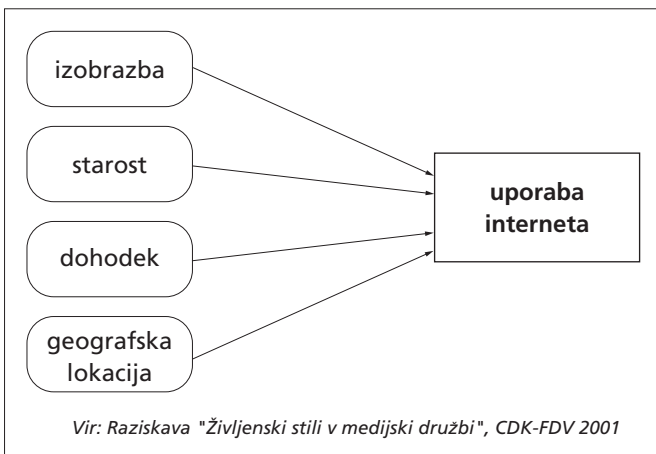 izobrazba
starost
dohodek
geografska
lokacija
uporaba
interneta
Vir: Raziskava "Življenski stili v medijski družbi", CDK-FDV 2001